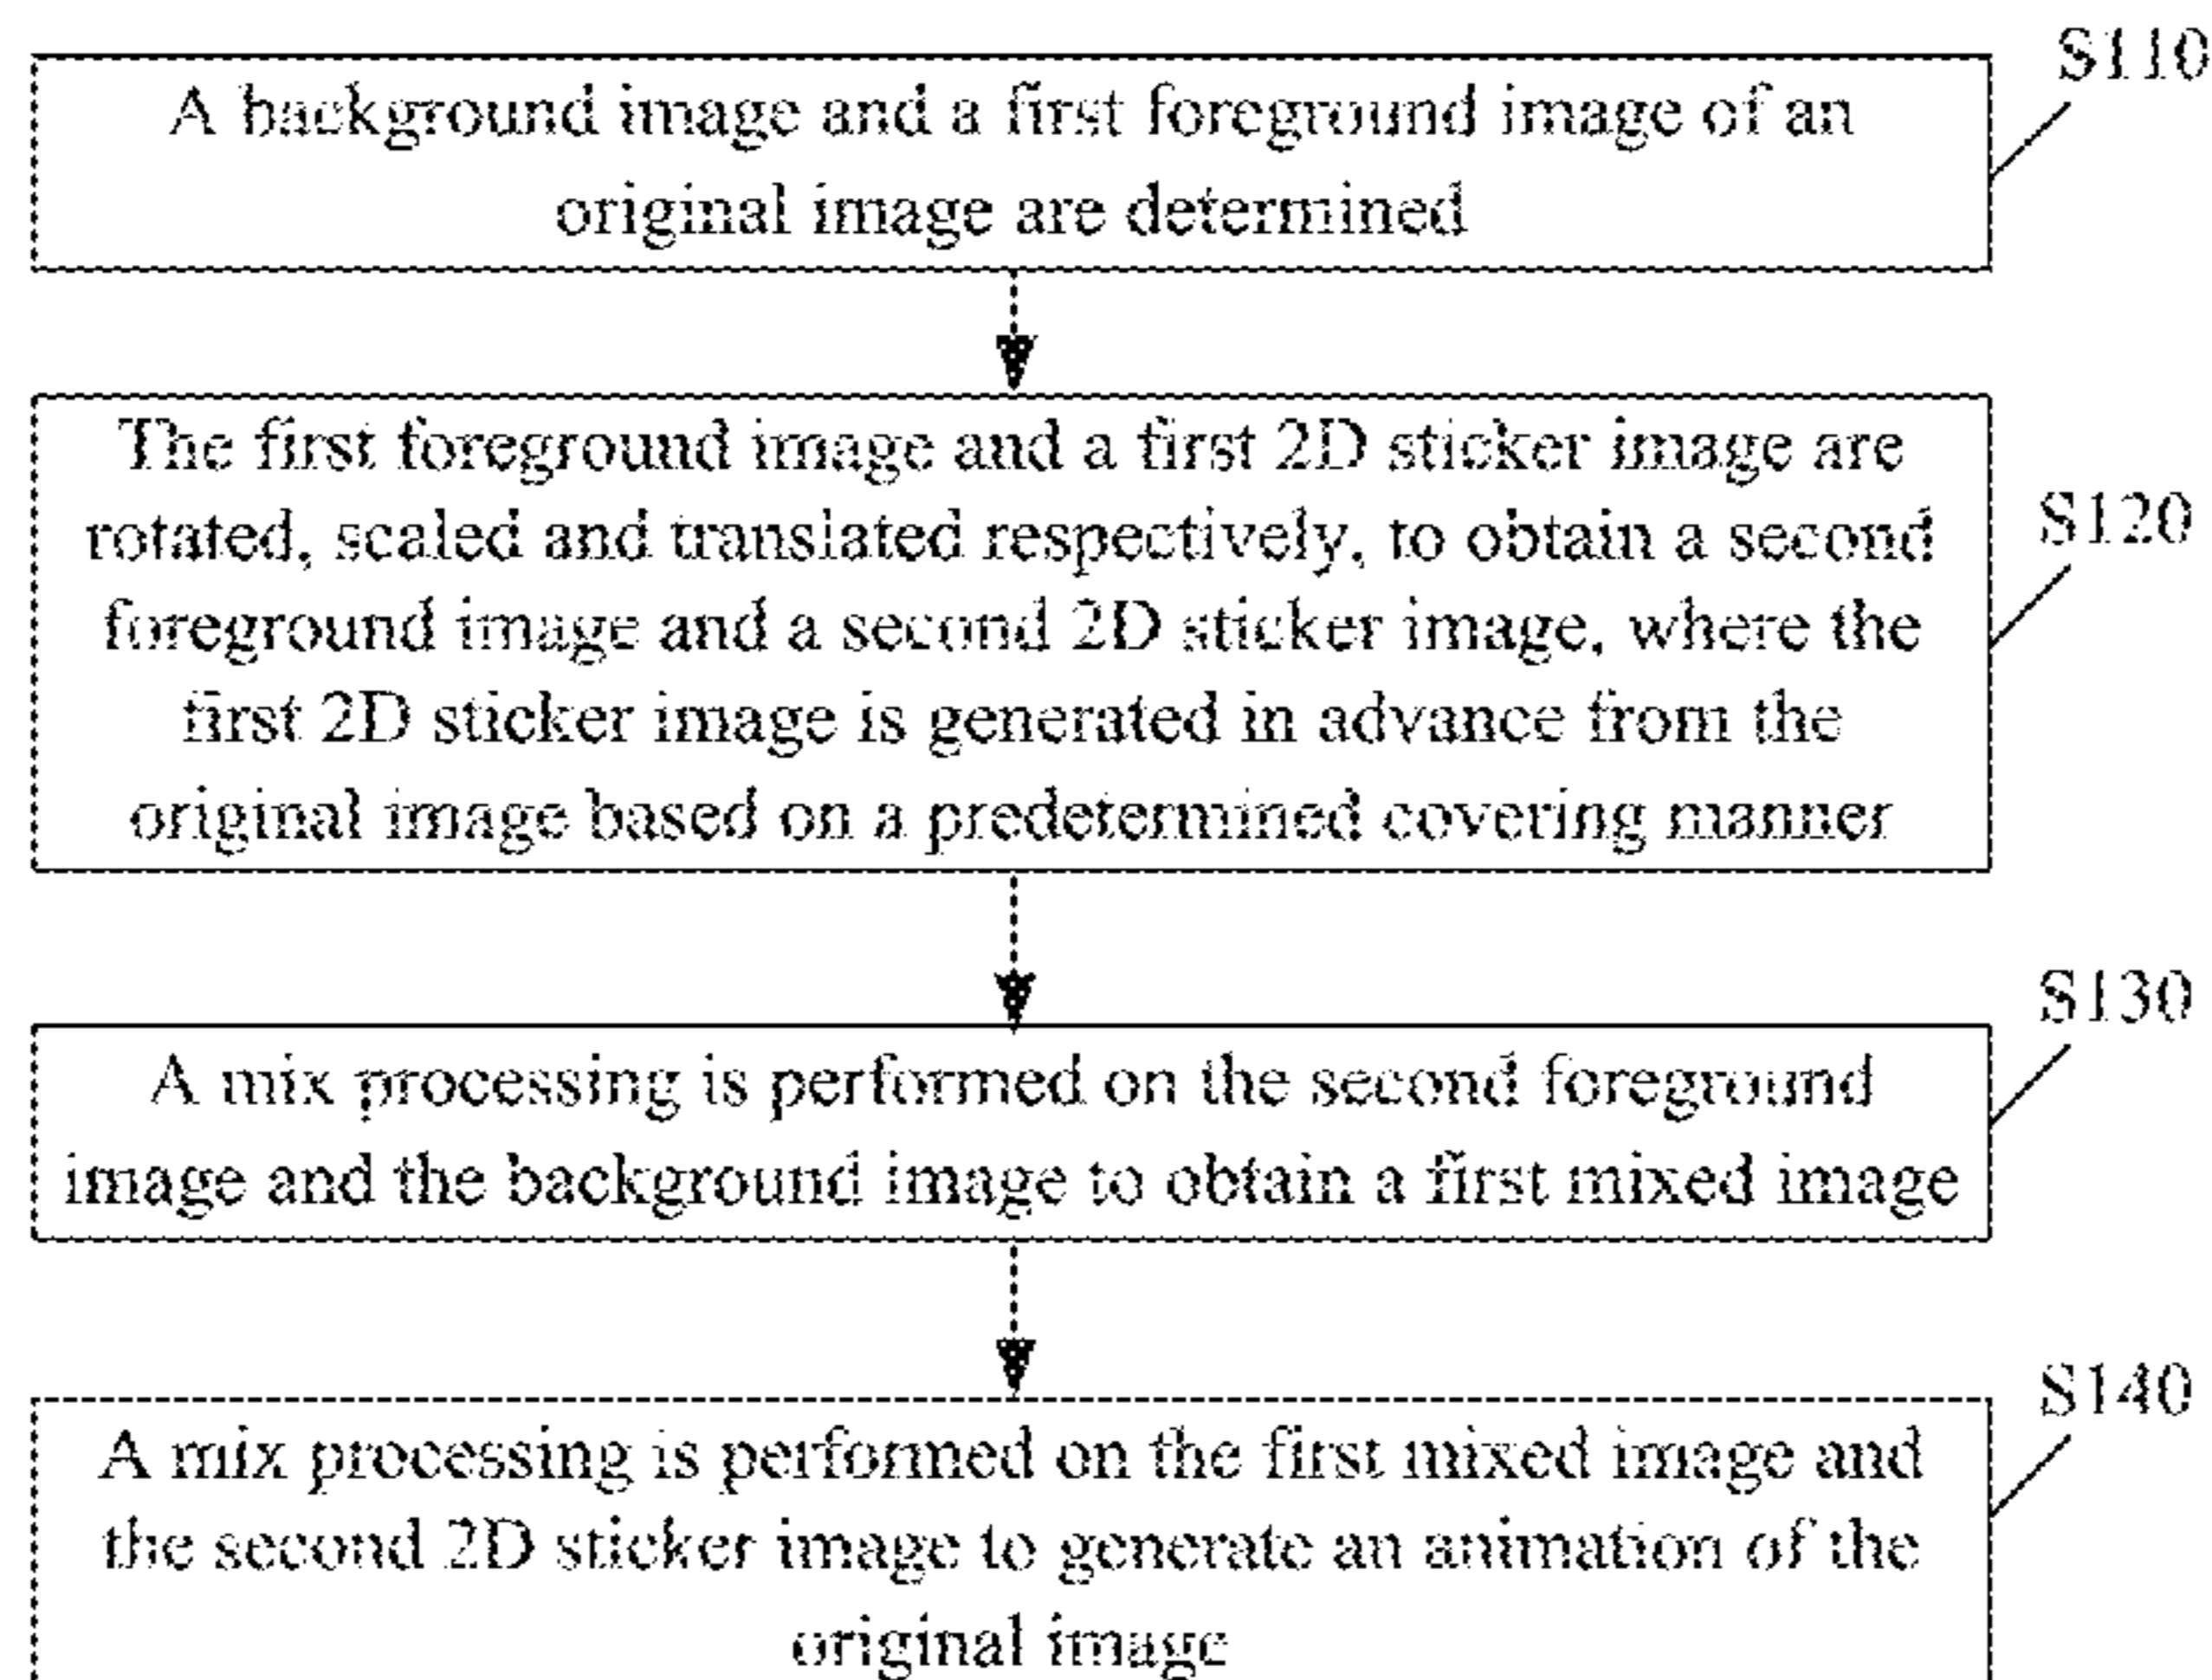 S110
A background image and a first foreground image of an
original image are determined
The first foreground image and a first 2D sticker image are
rotated, scaled and translated respectively, to obtain a second
foreground image and a second 2D sticker image, where the
first 2D sticker image is generated in advance from the
original image based on a predetermined covering manner
S120
A mix processing is performed on the second foreground
image and the background image to obtain a first mixed image
S130
A mix processing is performed on the first mixed image and
the second 2D sticker image to generate an animation of the
original image
S140